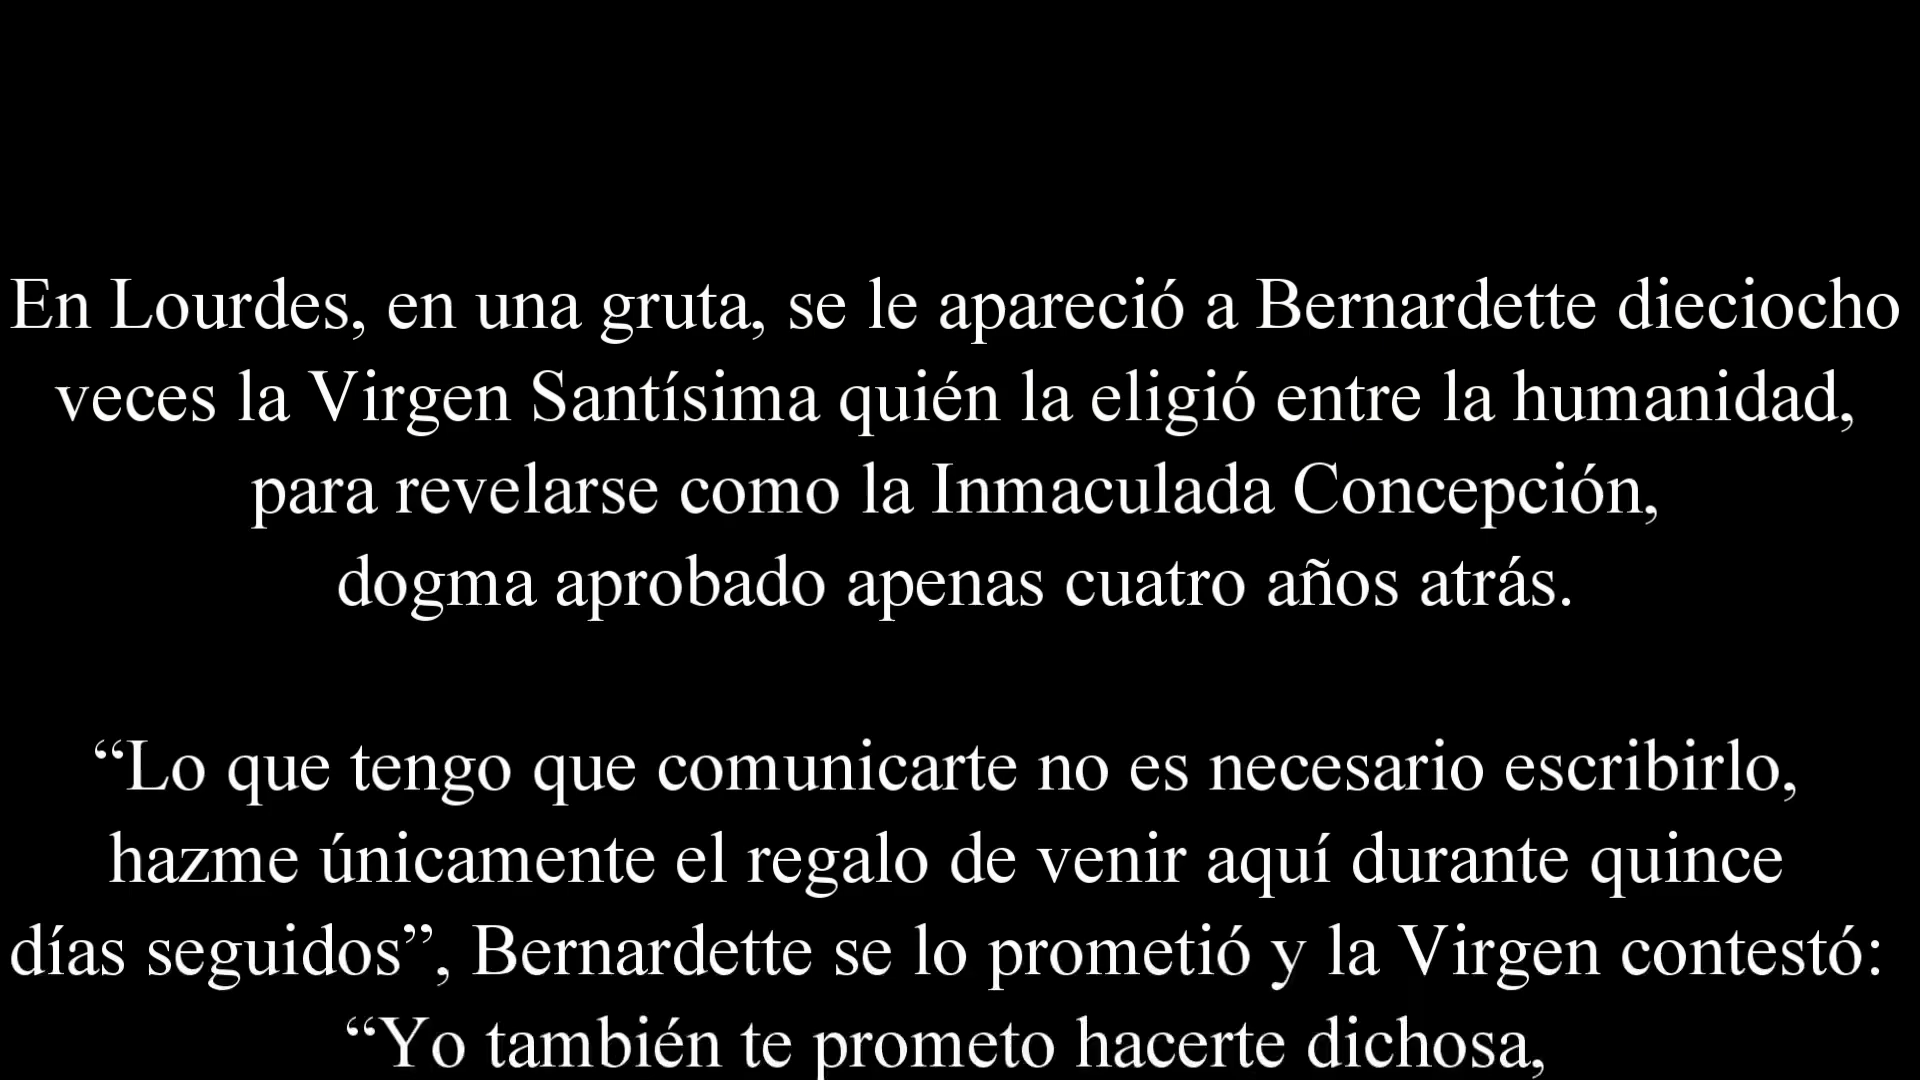 En Lourdes, en una gruta, se le apareció a Bernardette dieciocho
veces la Virgen Santísima quién la eligió entre la humanidad,
para revelarse como la Inmaculada Concepción,
dogma aprobado apenas cuatro años atrás.
“Lo que tengo que comunicarte no es necesario escribirlo,
hazme únicamente el regalo de venir aquí durante quince
días seguidos”, Bernardette se lo prometió y la Virgen contestó:
“Yo también te prometo hacerte dichosa,